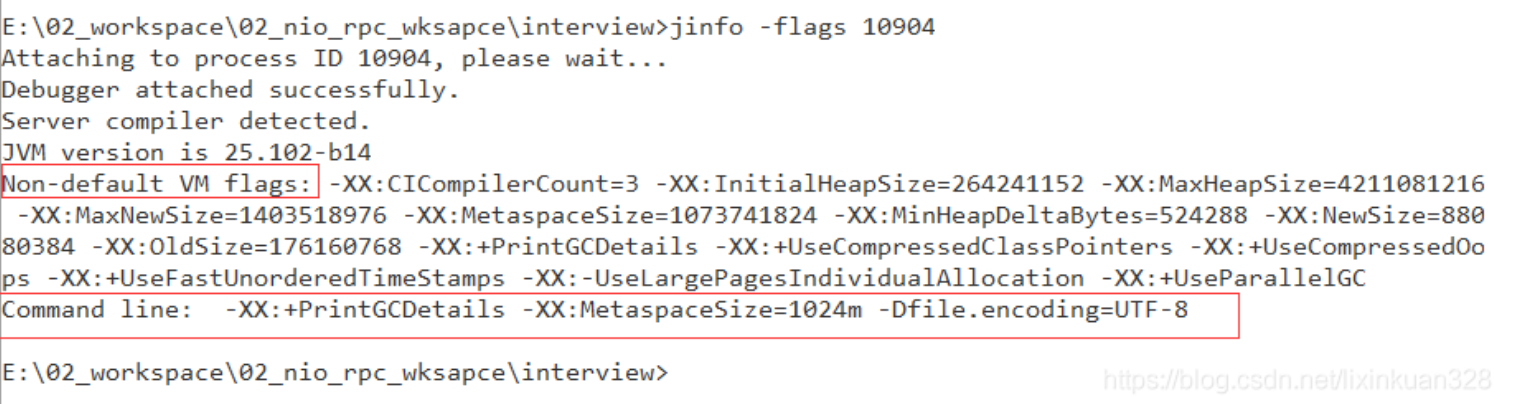 E:\02_workspace\02_nio_rpc_wksapce\interview>jinfo -flags 10904
Attaching to process ID 10904, please wait...
Debugger attached successfully.
Server compiler detected.
JVM version is 25.102-b14
Non-default VM flags: -XX:CICompilerCount=3 -XX:InitialHeapSize=264241152 -XX:MaxHeapSize=4211081216
-XX:MaxNewSize=1403518976 -XX:MetaspaceSize=1073741824 -XX:MinHeapDeltaBytes=524288 -XX:NewSize=880
80384 -XX:OldSize=176160768 -XX:+PrintGCDetails -XX:+UseCompressedClassPointers -XX:+UseCompressedOo
ps -XX:+UseFastUnorderedTimeStamps -XX:-UseLargePagesIndividualAllocation -XX:+UseParallelGC
Command line:  -XX:+PrintGCDetails -XX:MetaspaceSize=1024m -Dfile.encoding=UTF-8
E:\02_workspace\02_nio_rpc_wksapce\interview>
https://blog.csdn.net/lixinkuan328